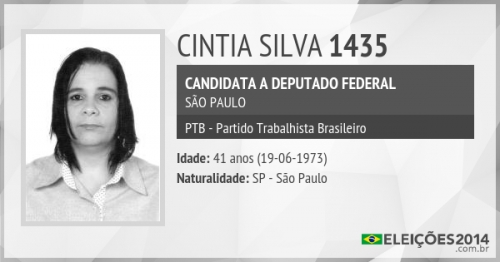 CINTIA SILVA 1435
CANDIDATA A DEPUTADO FEDERAL
SÃO PAULO
PTB - Partido Trabalhista Brasileiro
Idade: 41 anos (19-06-1973)
Naturalidade: SP - São Paulo
ELEIÇÕES2014
.com.br